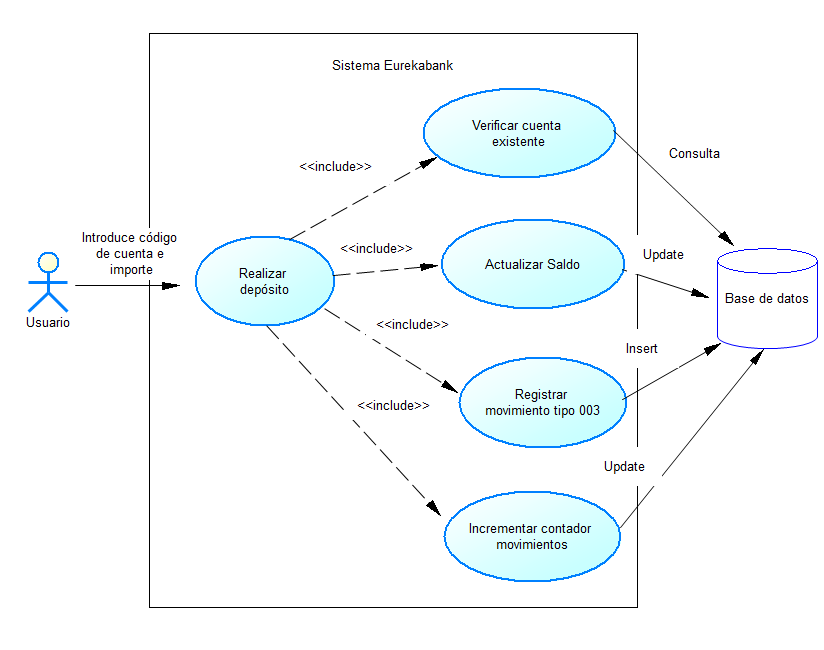 Sistema Eurekabank
Verificar cuenta
existente
Consulta
<<include>>
Introduce código
de cuenta e
importe
<<include>>
Update
Actualizar Saldo
Realizar
depósito
Base de datos
Usuario
<<include>>
Insert
Registrar
movimiento tipo 003
<<include>>
Update
Incrementar contador
movimientos